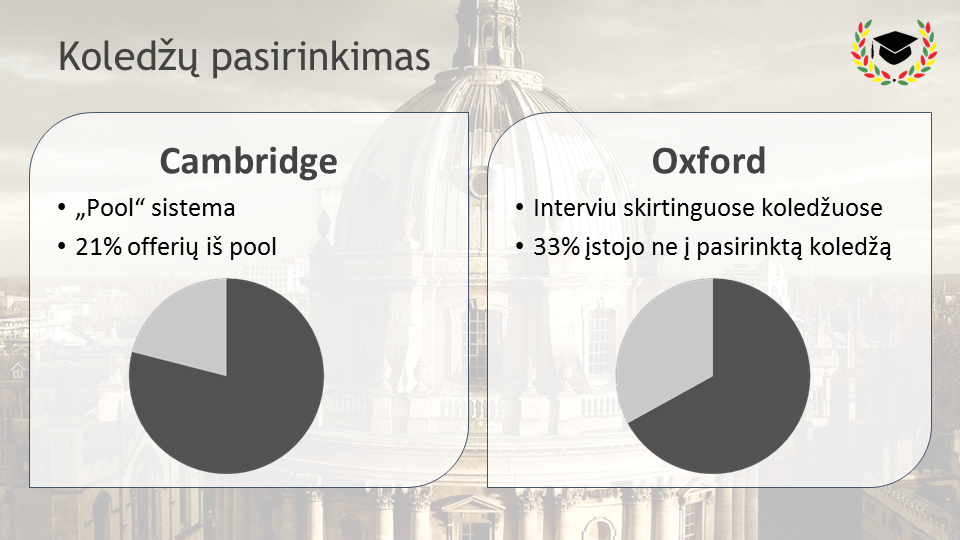 Koledžų pasirinkimas
Cambridge
• „Pool“ sistema
• 21% offerių iš pool
Oxford
• Interviu skirtinguose koledžuose
• 33% įstojo ne į pasirinktą koledžą